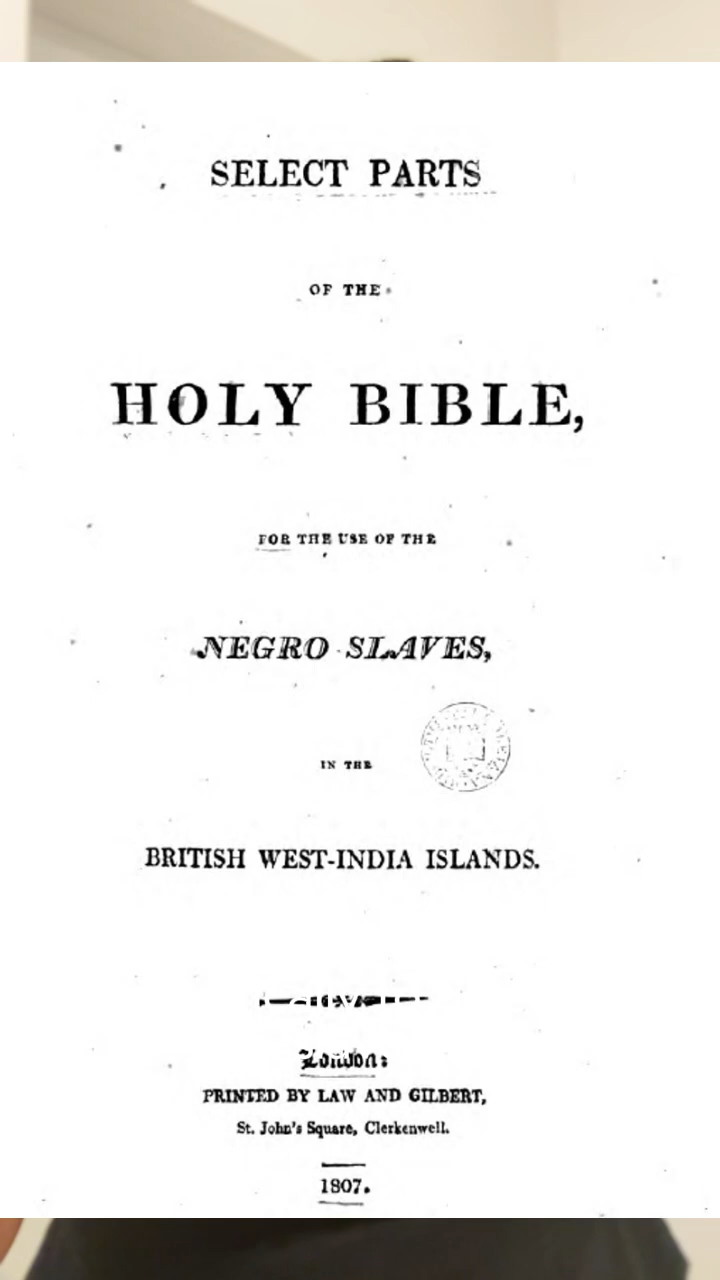 SELECT PARTS
OF THE
HOLY BIBLE,
FOR THE USE OF THE
NEGRO SLAVES,
IN THE
BRITISH WEST-INDIA ISLANDS.
London:
PRINTED BY LAW AND GILBERT,
St. John's Square, Clerkenwell.
1807.